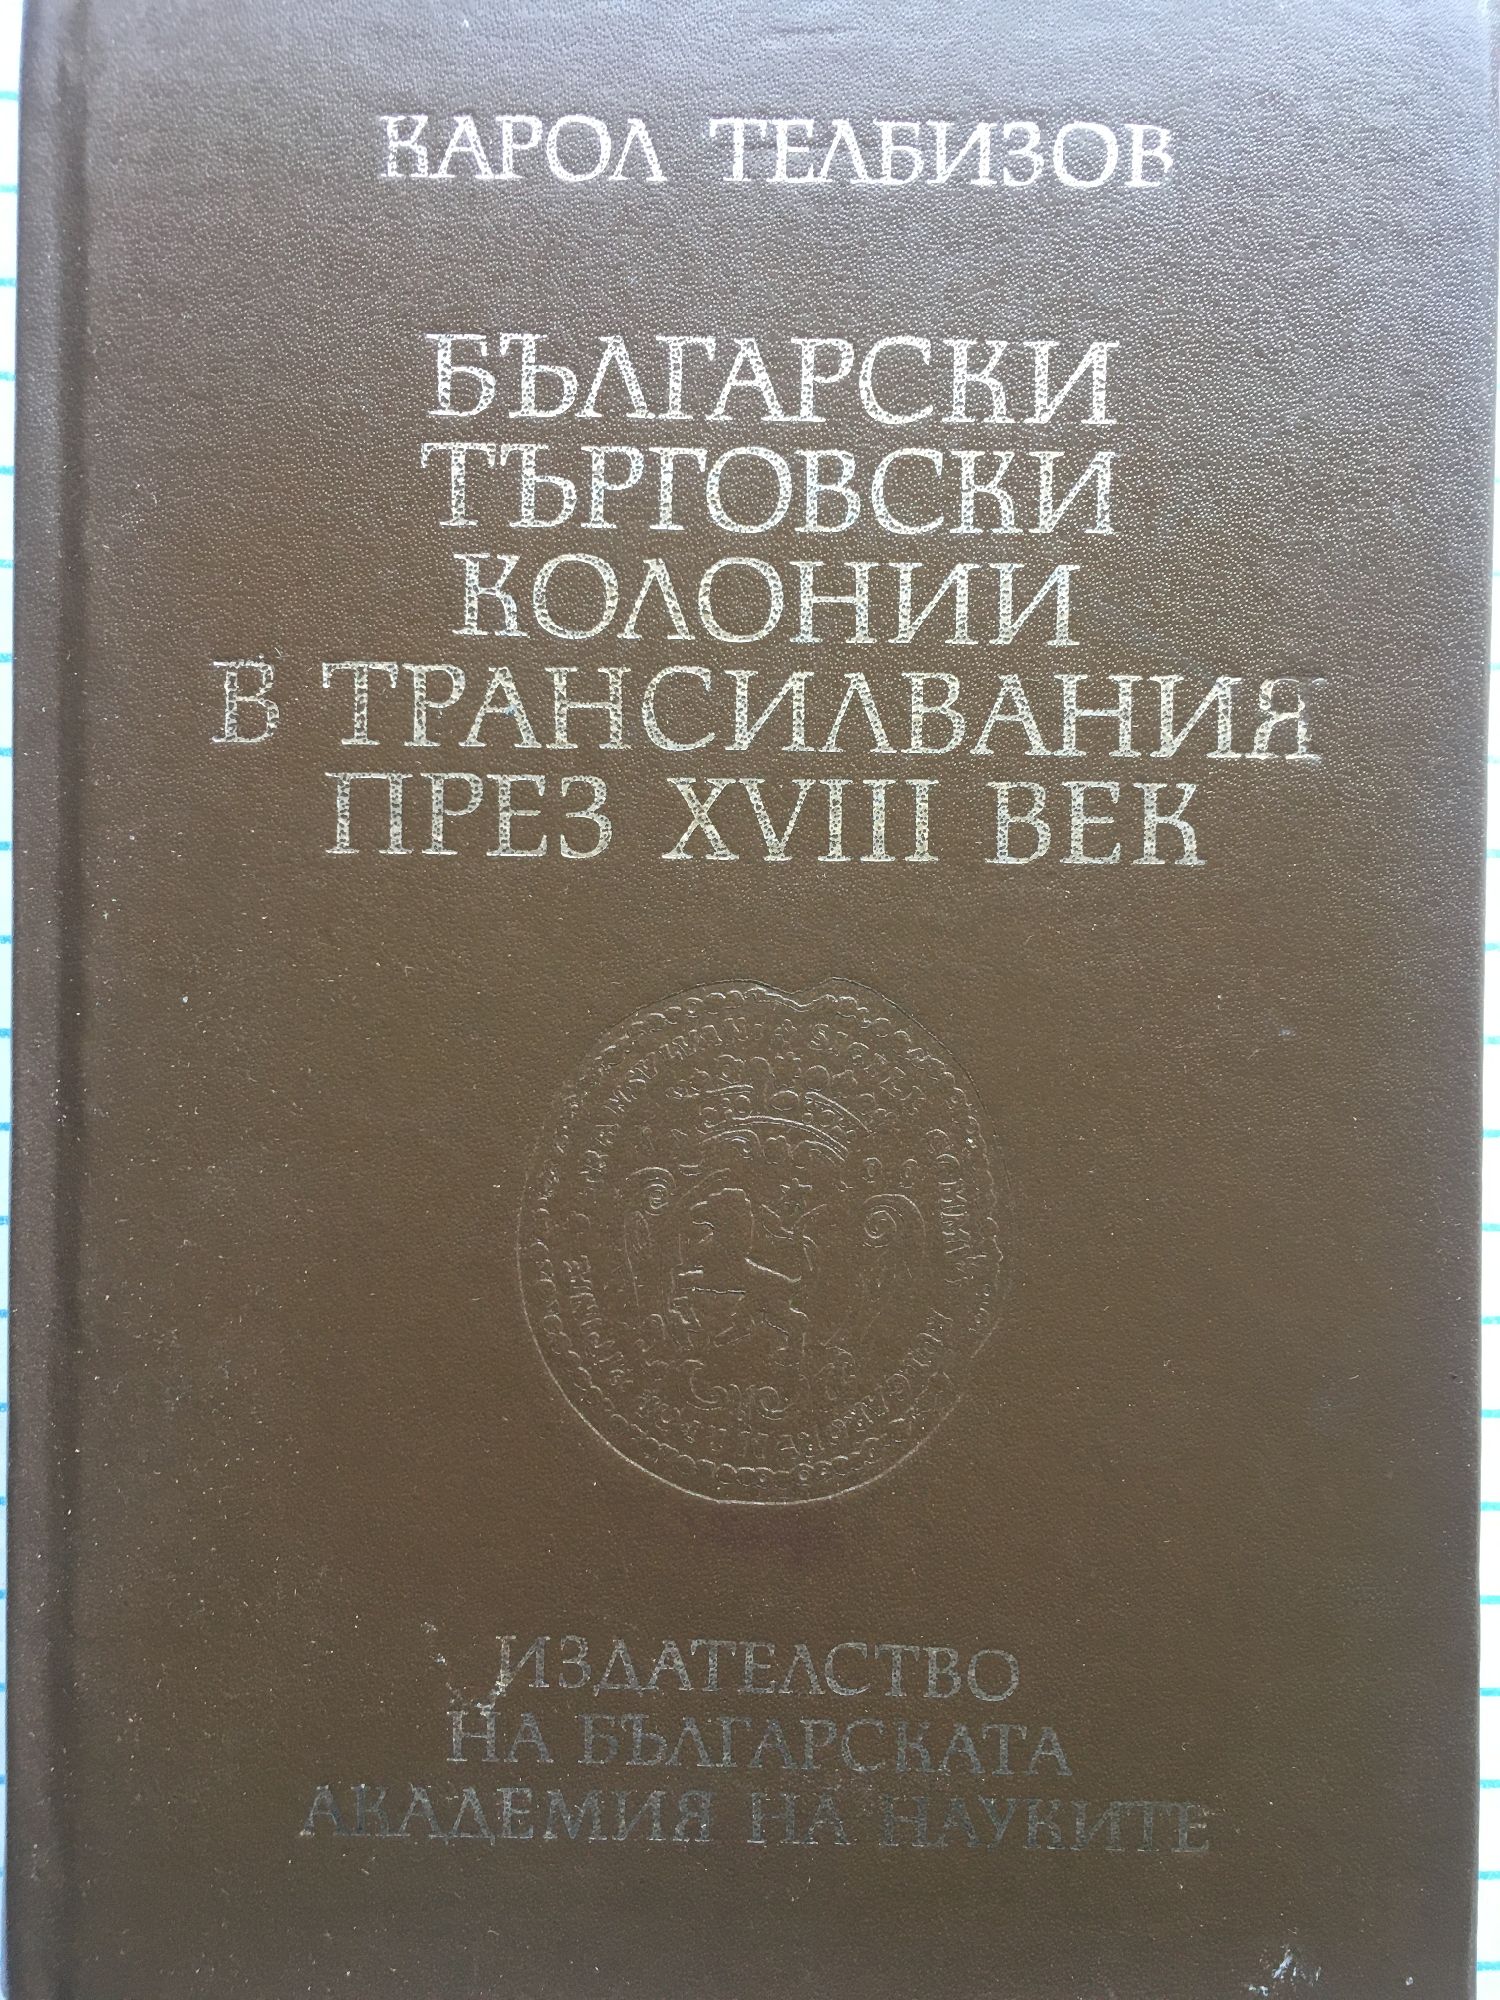 КАРОЛ ТЕЛБИЗОВ
БЪЛГАРСКИ
ТЪРГОВСКИ
КОЛОНИИ
В ТРАНСИЛВАНИЯ
ПРЕЗ XVIII ВЕК
ИЗДАТЕЛСТВО
НА БЪЛГАРСКАТА
АКАДЕМИЯ НА НАУКИТЕ